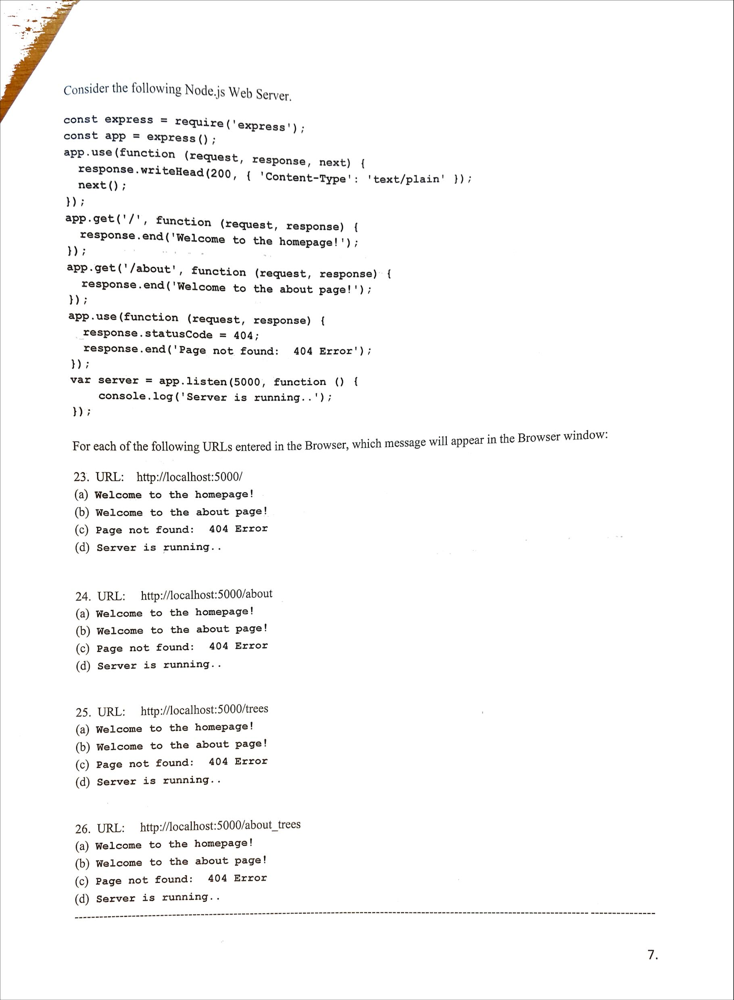 Consider the following Node.js Web Server.
const express = require('express');
const app = express();
app.use(function (request, response, next) {
  response.writeHead(200, { 'Content-Type': 'text/plain' });
  next();
});
app.get('/', function (request, response) {
  response.end('Welcome to the homepage!');
});
app.get('/about', function (request, response) {
  response.end('Welcome to the about page!');
});
app.use(function (request, response) {
  response.statusCode = 404;
  response.end('Page not found:  404 Error');
});
var server = app.listen(5000, function () {
    console.log('Server is running..');
});
For each of the following URLs entered in the Browser, which message will appear in the Browser window:
23. URL: http://localhost:5000/
(a) Welcome to the homepage!
(b) Welcome to the about page!
(c) Page not found:  404 Error
(d) Server is running..
24. URL: http://localhost:5000/about
(a) Welcome to the homepage!
(b) Welcome to the about page!
(c) Page not found:  404 Error
(d) Server is running..
25. URL: http://localhost:5000/trees
(a) Welcome to the homepage!
(b) Welcome to the about page!
(c) Page not found:  404 Error
(d) Server is running..
26. URL: http://localhost:5000/about_trees
(a) Welcome to the homepage!
(b) Welcome to the about page!
(c) Page not found:  404 Error
(d) Server is running..
7.